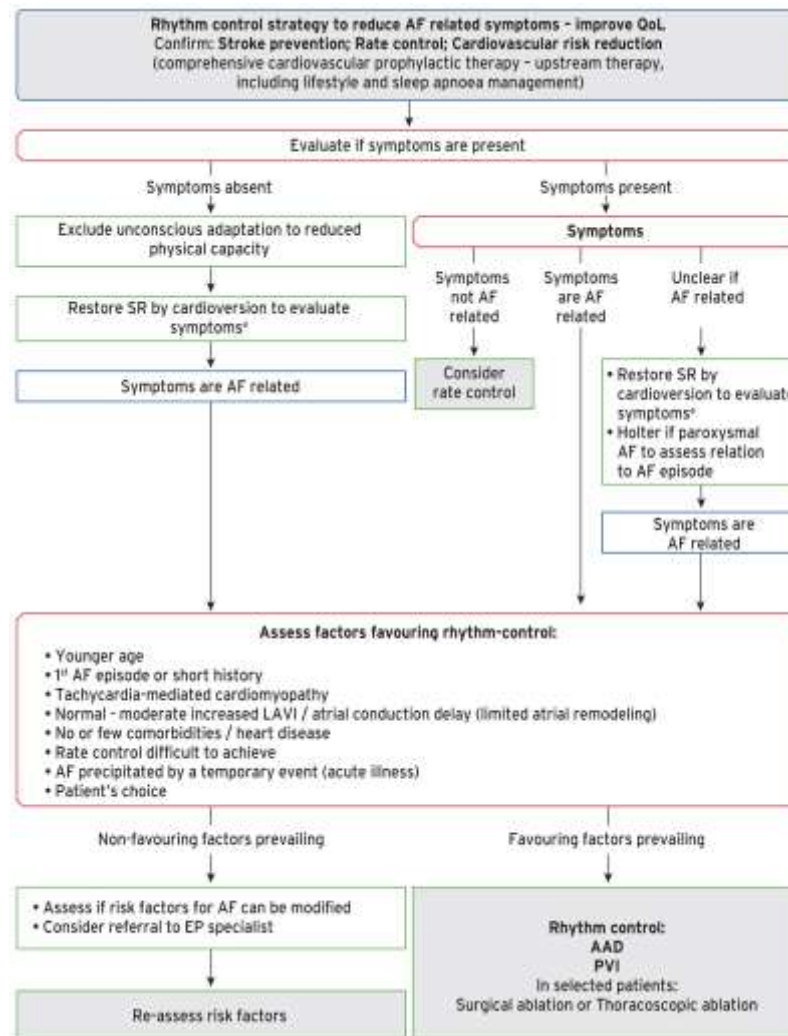 Rhythm control strategy to reduce AF related symptoms – improve QoL
Confirm: Stroke prevention; Rate control; Cardiovascular risk reduction
(comprehensive cardiovascular prophylactic therapy – upstream therapy,
including lifestyle and sleep apnoea management)
Evaluate if symptoms are present
Symptoms absent
Symptoms present
Exclude unconscious adaptation to reduced
physical capacity
Restore SR by cardioversion to evaluate
symptomsª
Symptoms are AF related
Symptoms
Symptoms
not AF
related
Symptoms
are AF
related
Unclear if
AF related
Consider
rate control
• Restore SR by
cardioversion to evaluate
symptomsª
• Holter if paroxysmal
AF to assess relation
to AF episode
Symptoms are
AF related
Assess factors favouring rhythm-control:
• Younger age
• 1st AF episode or short history
• Tachycardia-mediated cardiomyopathy
• Normal – moderate increased LAVI / atrial conduction delay (limited atrial remodeling)
• No or few comorbidities / heart disease
• Rate control difficult to achieve
• AF precipitated by a temporary event (acute illness)
• Patient's choice
Non-favouring factors prevailing
Favouring factors prevailing
• Assess if risk factors for AF can be modified
• Consider referral to EP specialist
Re-assess risk factors
Rhythm control:
AAD
PVI
In selected patients:
Surgical ablation or Thoracoscopic ablation